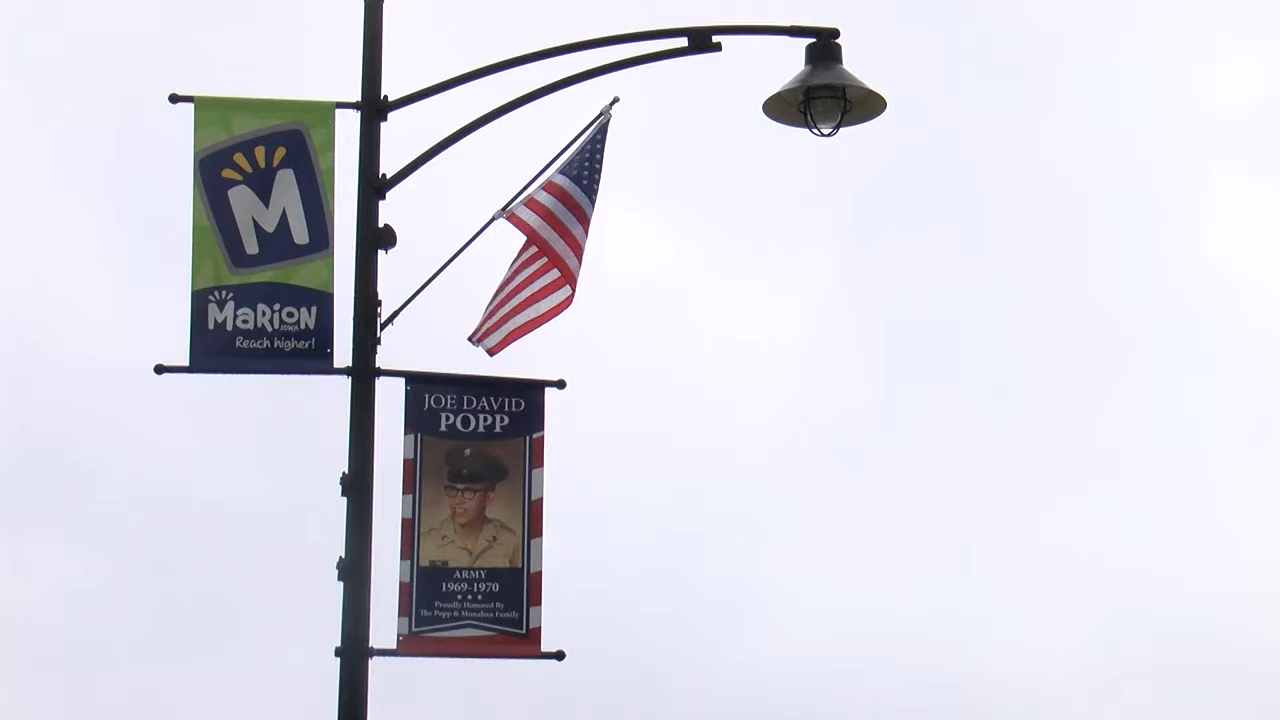 M
MaRiON
IOWA
Reach higher!
JOE DAVID
POPP
ARMY
1969-1970
Proudly Honored By
The Popp & Monahan Family